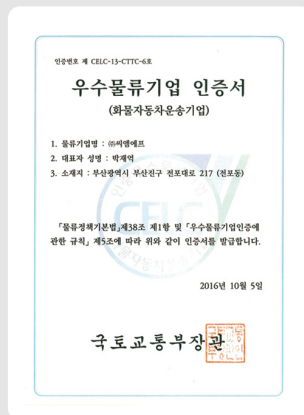 인증번호 제 CELC-13-CTTC-6호
우수물류기업 인증서
(화물자동차운송기업)
1. 물류기업명 : ㈜씨엠에프
2. 대표자 성명 : 박재억
3. 소재지 : 부산광역시 부산진구 전포대로 217 (전포동)
「물류정책기본법」제38조 제1항 및 「우수물류기업인증에
관한 규칙」 제5조에 따라 위와 같이 인증서를 발급합니다.
2016년 10월 5일
국토교통부장관